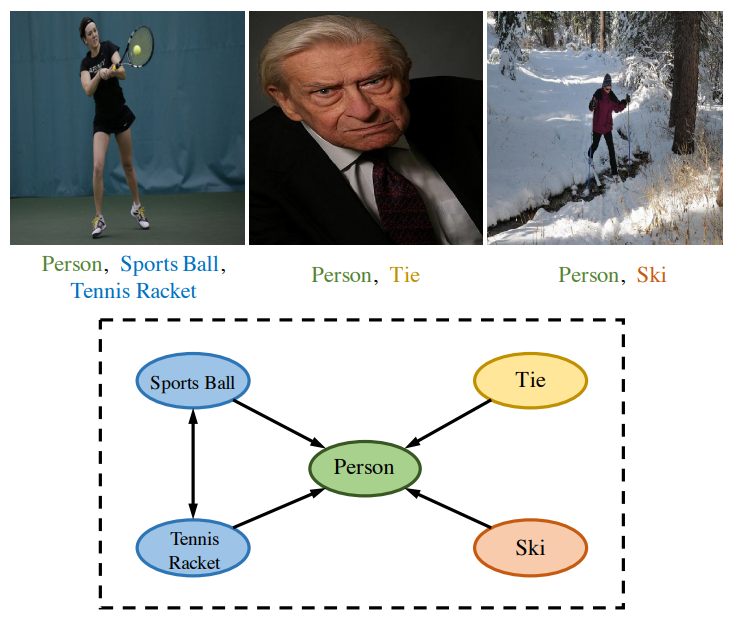 Person, Sports Ball,
Tennis Racket
Person, Tie
Person, Ski
Sports Ball
Tie
Person
Tennis
Racket
Ski